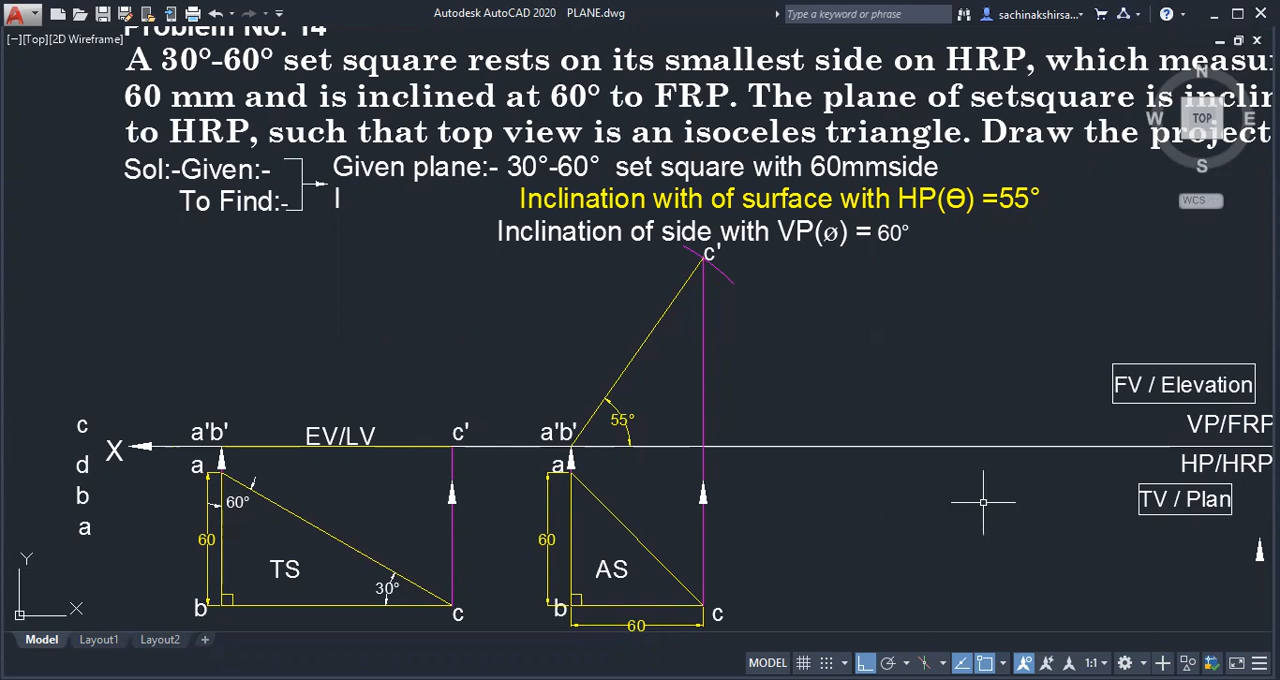 Autodesk AutoCAD 2020 PLANE.dwg
Type a keyword or phrase
sachinakshirsa...
[−][Top][2D Wireframe]
Problem No. 14
A 30°-60° set square rests on its smallest side on HRP, which measu
60 mm and is inclined at 60° to FRP. The plane of setsquare is inclin
to HRP, such that top view is an isoceles triangle. Draw the project
Sol:-Given:-
To Find:-
Given plane:- 30°-60° set square with 60mmside
I
Inclination with of surface with HP(Ɵ) =55°
Inclination of side with VP(ø) = 60°
N
W TOP E
S
WCS
c'
55°
FV / Elevation
VP/FRP
HP/HRP
TV / Plan
c
d
b
a
X
a'b' EV/LV c' a'b'
a
60°
60
TS
30°
b
c
a
60
AS
b
c
60
Y
X
Model Layout1 Layout2 +
MODEL 1:1